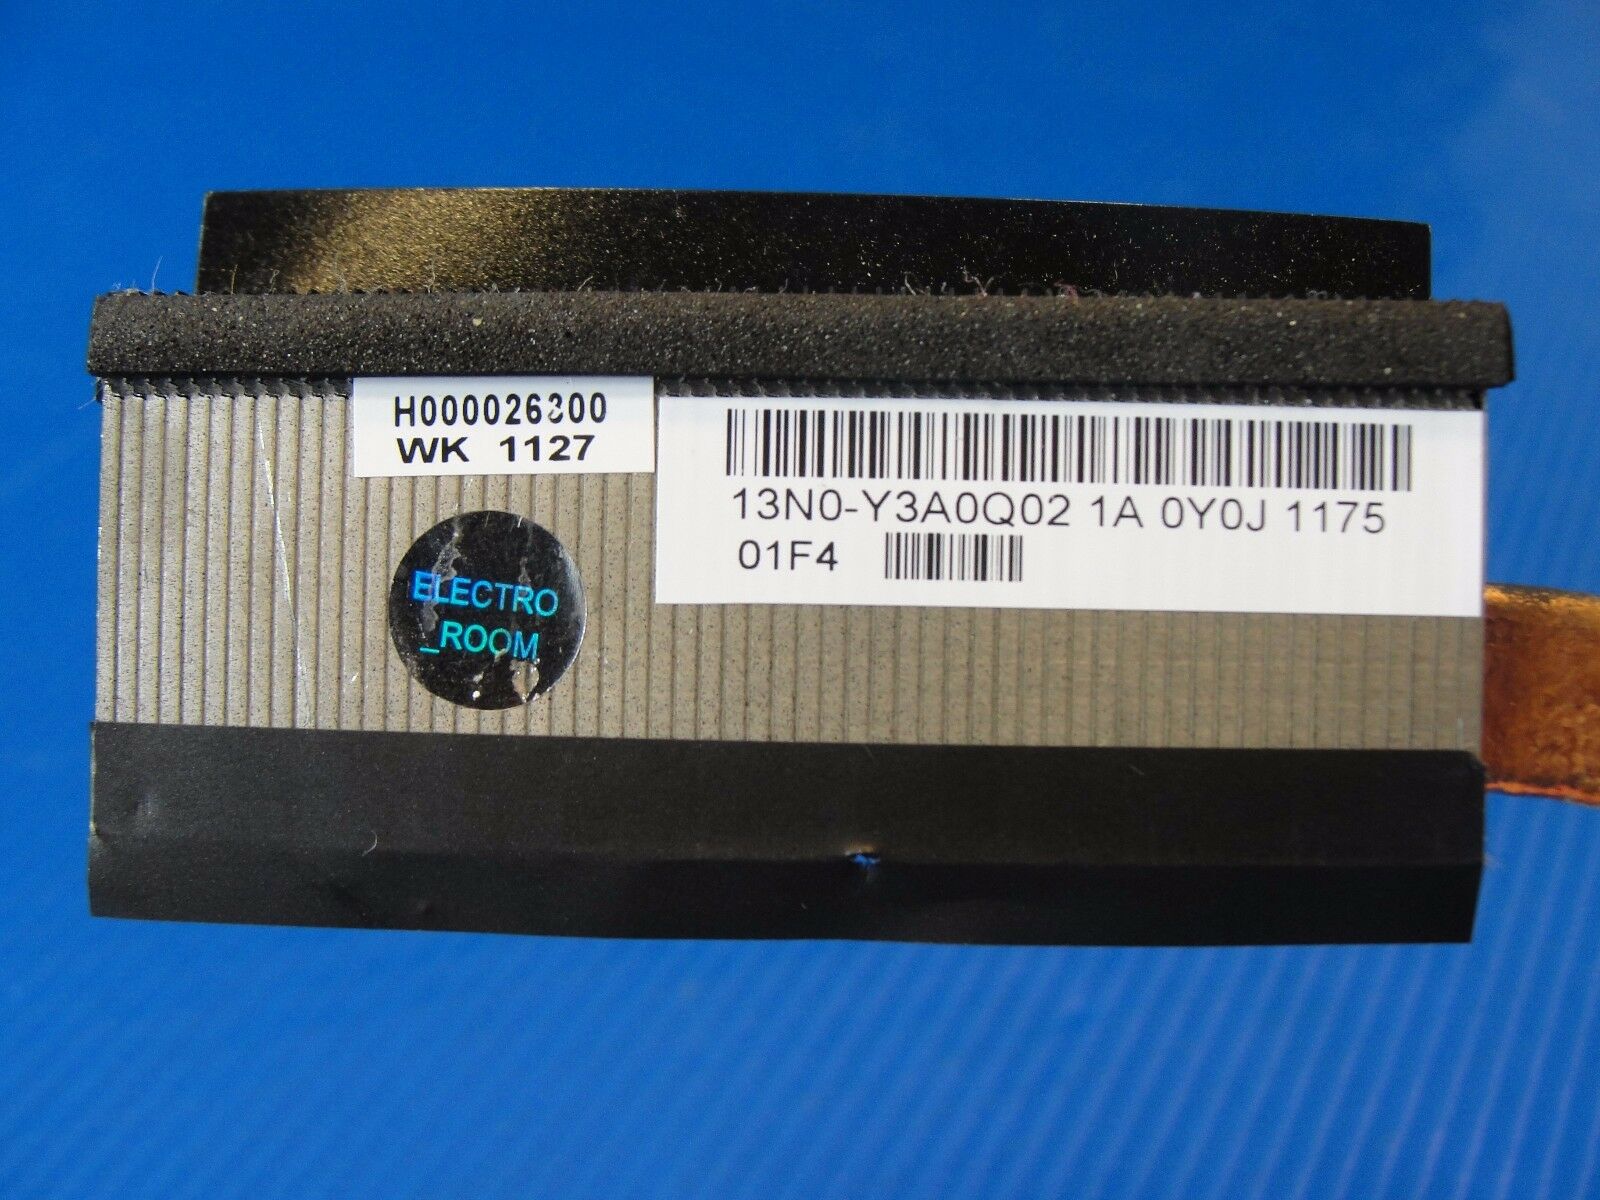 H000026300
WK 1127
13N0-Y3A0Q02 1A 0Y0J 1175
01F4
ELECTRO
_ROOM